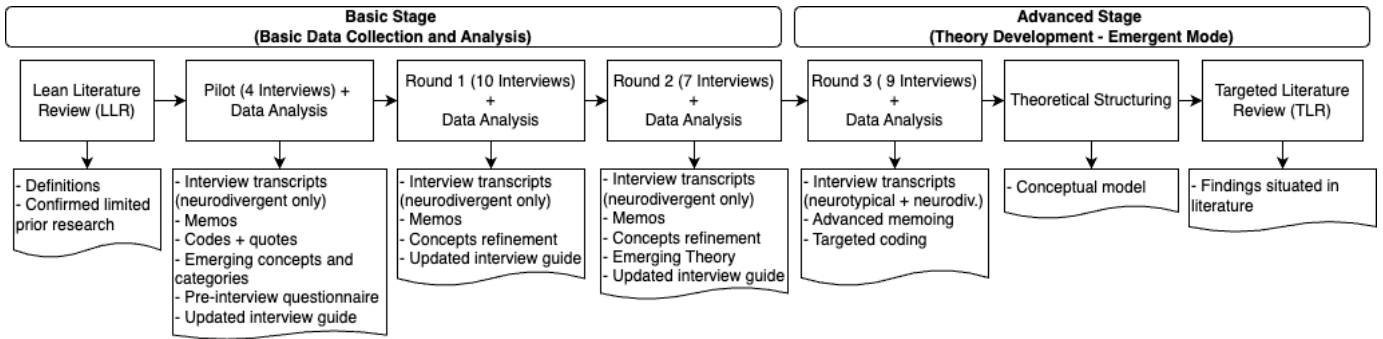 Basic Stage
(Basic Data Collection and Analysis)
Advanced Stage
(Theory Development - Emergent Mode)
Lean Literature
Review (LLR)
Pilot (4 Interviews) +
Data Analysis
Round 1 (10 Interviews)
+
Data Analysis
Round 2 (7 Interviews)
+
Data Analysis
Round 3 ( 9 Interviews)
+
Data Analysis
Theoretical Structuring
Targeted Literature
Review (TLR)
- Definitions
- Confirmed limited
prior research
- Interview transcripts
(neurodivergent only)
- Memos
- Codes + quotes
- Emerging concepts and
categories
- Pre-interview questionnaire
- Updated interview guide
- Interview transcripts
(neurodivergent only)
- Memos
- Concepts refinement
- Updated interview guide
- Interview transcripts
(neurodivergent only)
- Memos
- Concepts refinement
- Emerging Theory
- Updated interview guide
- Interview transcripts
(neurotypical + neurodiv.)
- Advanced memoing
- Targeted coding
- Conceptual model
- Findings situated in
literature